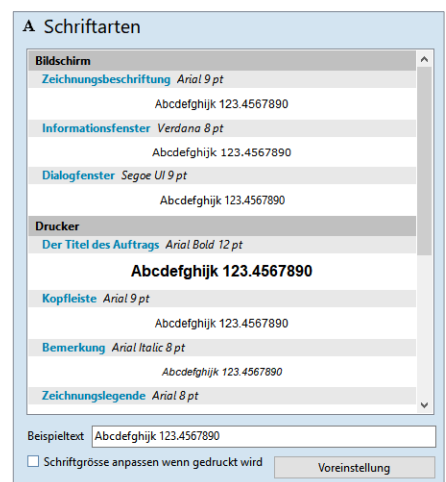 A Schriftarten
Bildschirm
Zeichnungsbeschriftung Arial 9 pt
Abcdefghijk 123.4567890
Informationsfenster Verdana 8 pt
Abcdefghijk 123.4567890
Dialogfenster Segoe UI 9 pt
Abcdefghijk 123.4567890
Drucker
Der Titel des Auftrags Arial Bold 12 pt
Abcdefghijk 123.4567890
Kopfleiste Arial 9 pt
Abcdefghijk 123.4567890
Bemerkung Arial Italic 8 pt
Abcdefghijk 123.4567890
Zeichnungslegende Arial 8 pt
Beispieltext Abcdefghijk 123.4567890
Schriftgrösse anpassen wenn gedruckt wird Voreinstellung